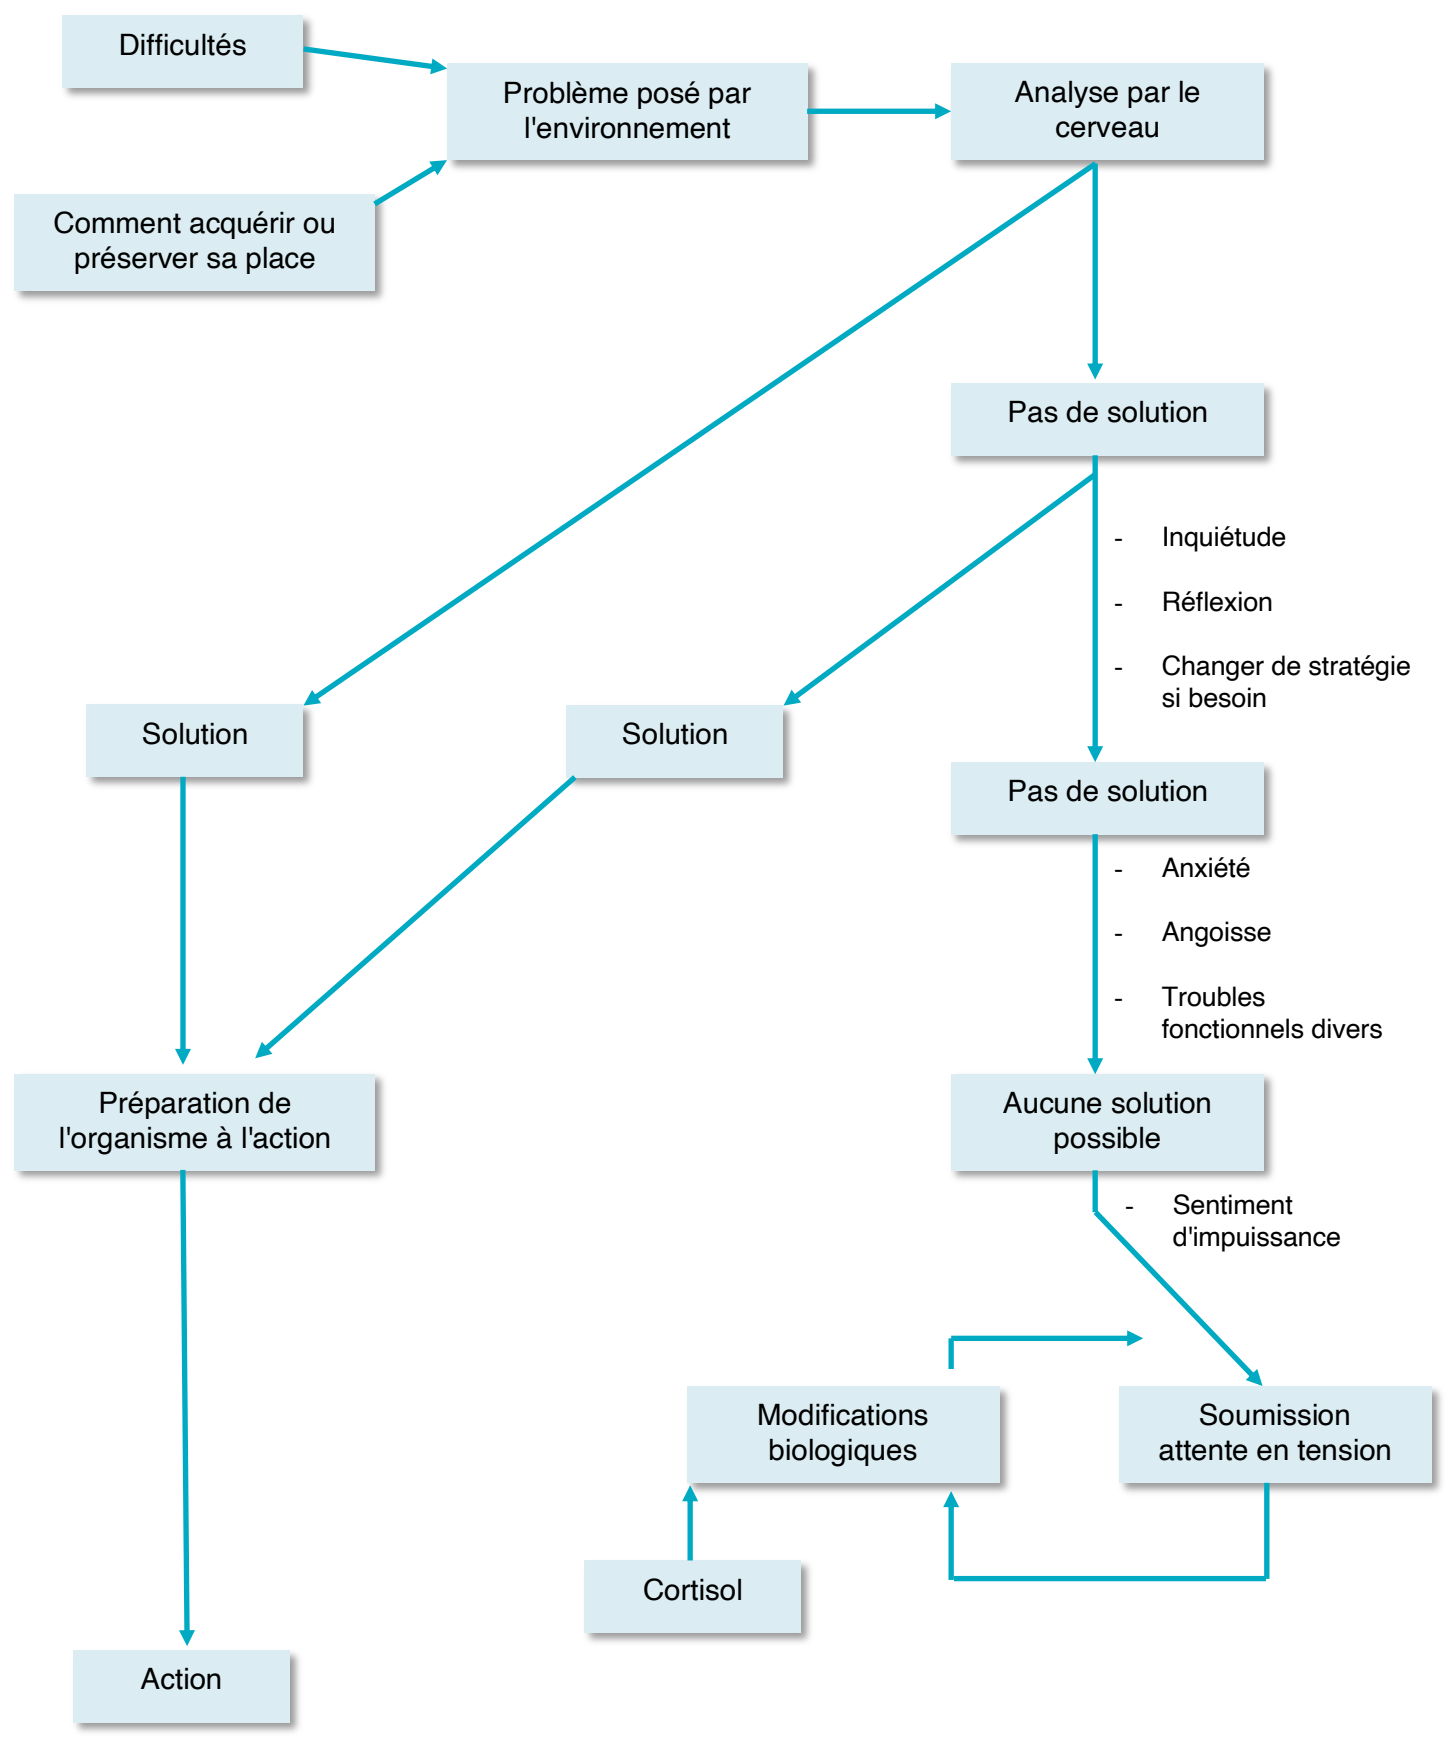 Difficultés
Problème posé par
l'environnement
Analyse par le
cerveau
Comment acquérir ou
préserver sa place
Pas de solution
- Inquiétude
- Réflexion
- Changer de stratégie
si besoin
Solution
Solution
Pas de solution
- Anxiété
- Angoisse
- Troubles
fonctionnels divers
Préparation de
l'organisme à l'action
Aucune solution
possible
- Sentiment
d'impuissance
Modifications
biologiques
Soumission
attente en tension
Cortisol
Action